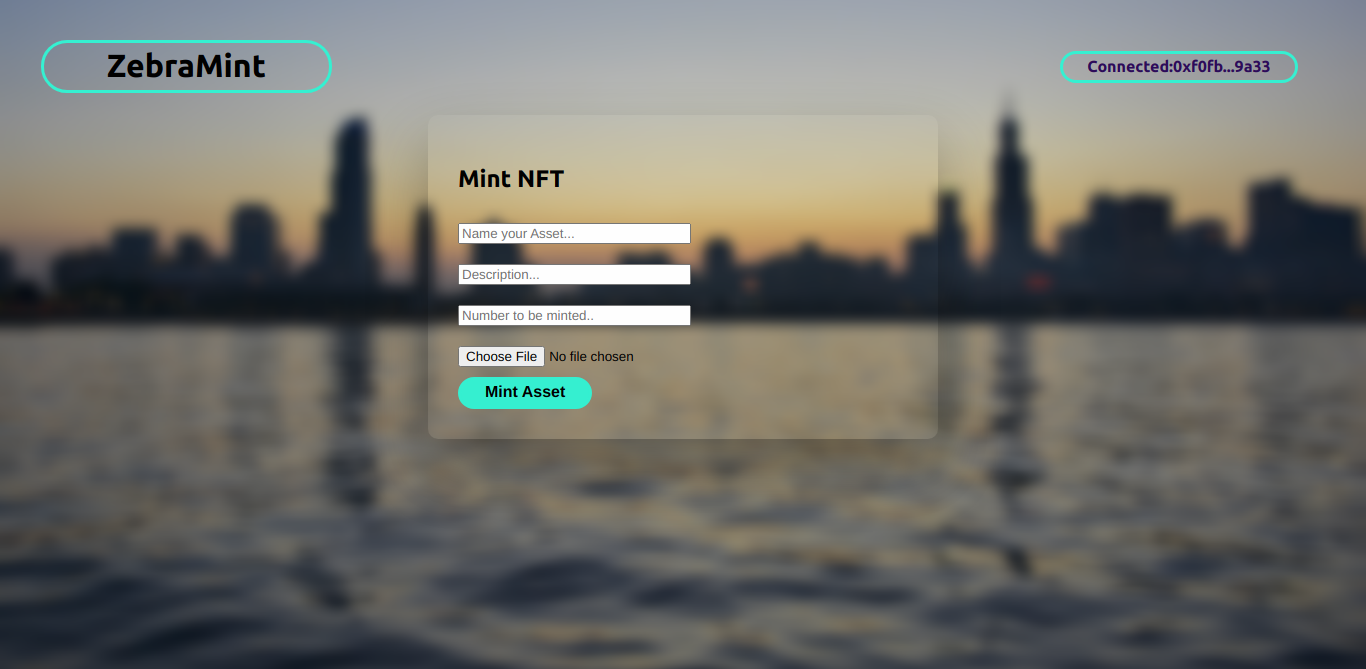 ZebraMint
Connected:0xf0fb...9a33
Mint NFT
Name your Asset...
Description...
Number to be minted..
Choose File No file chosen
Mint Asset